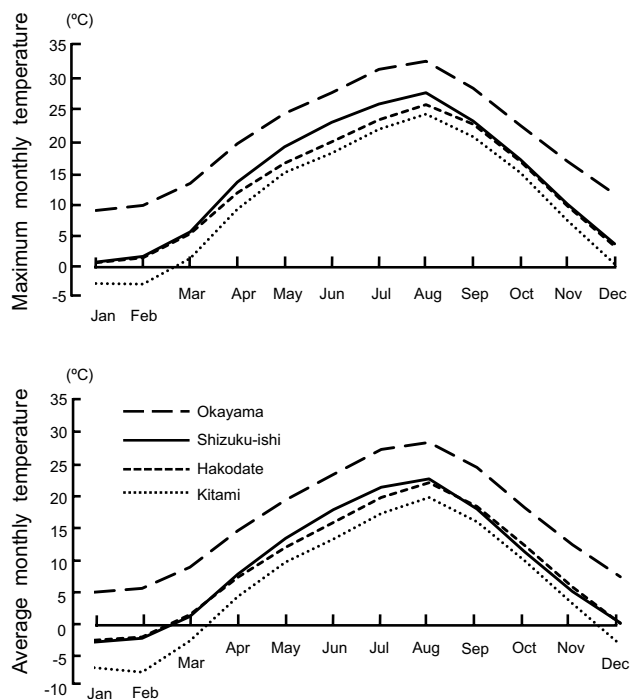 (ºC)
Maximum monthly temperature
35
30
25
20
15
10
5
0
-5
Jan Feb Mar Apr May Jun Jul Aug Sep Oct Nov Dec
(ºC)
Average monthly temperature
35
30
25
20
15
10
5
0
-5
-10
Okayama
Shizuku-ishi
Hakodate
Kitami
Jan Feb Mar Apr May Jun Jul Aug Sep Oct Nov Dec